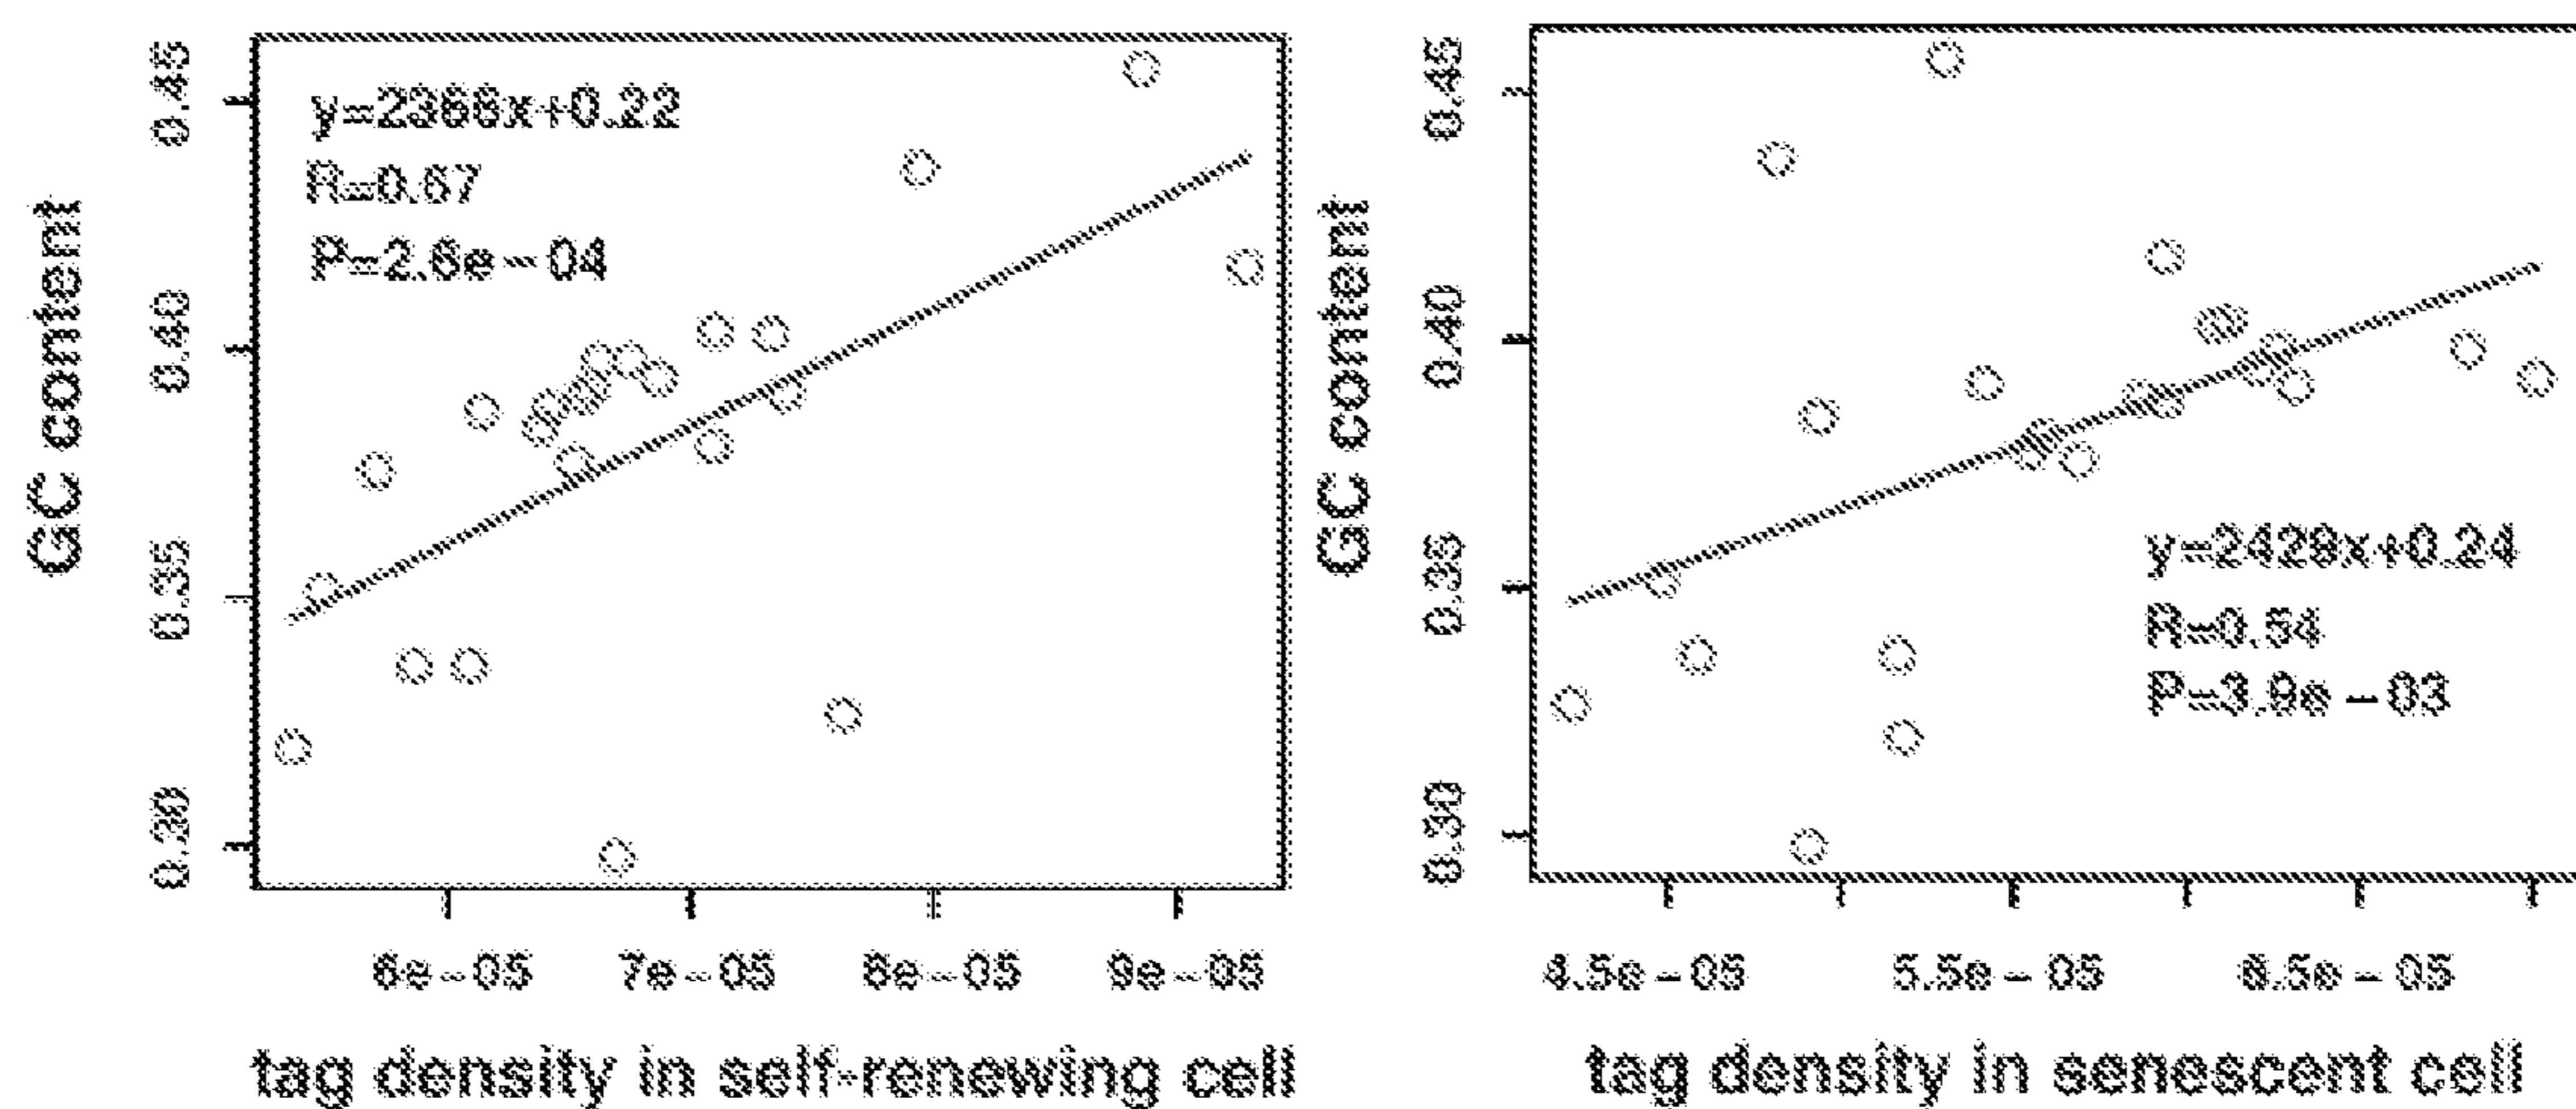 GC content
0.45
0.40
0.35
0.30
y=2366x+0.22
R=0.67
P=2.6e-04
6e-05 7e-05 8e-05 9e-05
tag density in self-renewing cell
GC content
0.45
0.40
0.35
0.30
y=2429x+0.24
R=0.54
P=3.9e-03
4.5e-05 5.5e-05 6.5e-05
tag density in senescent cell